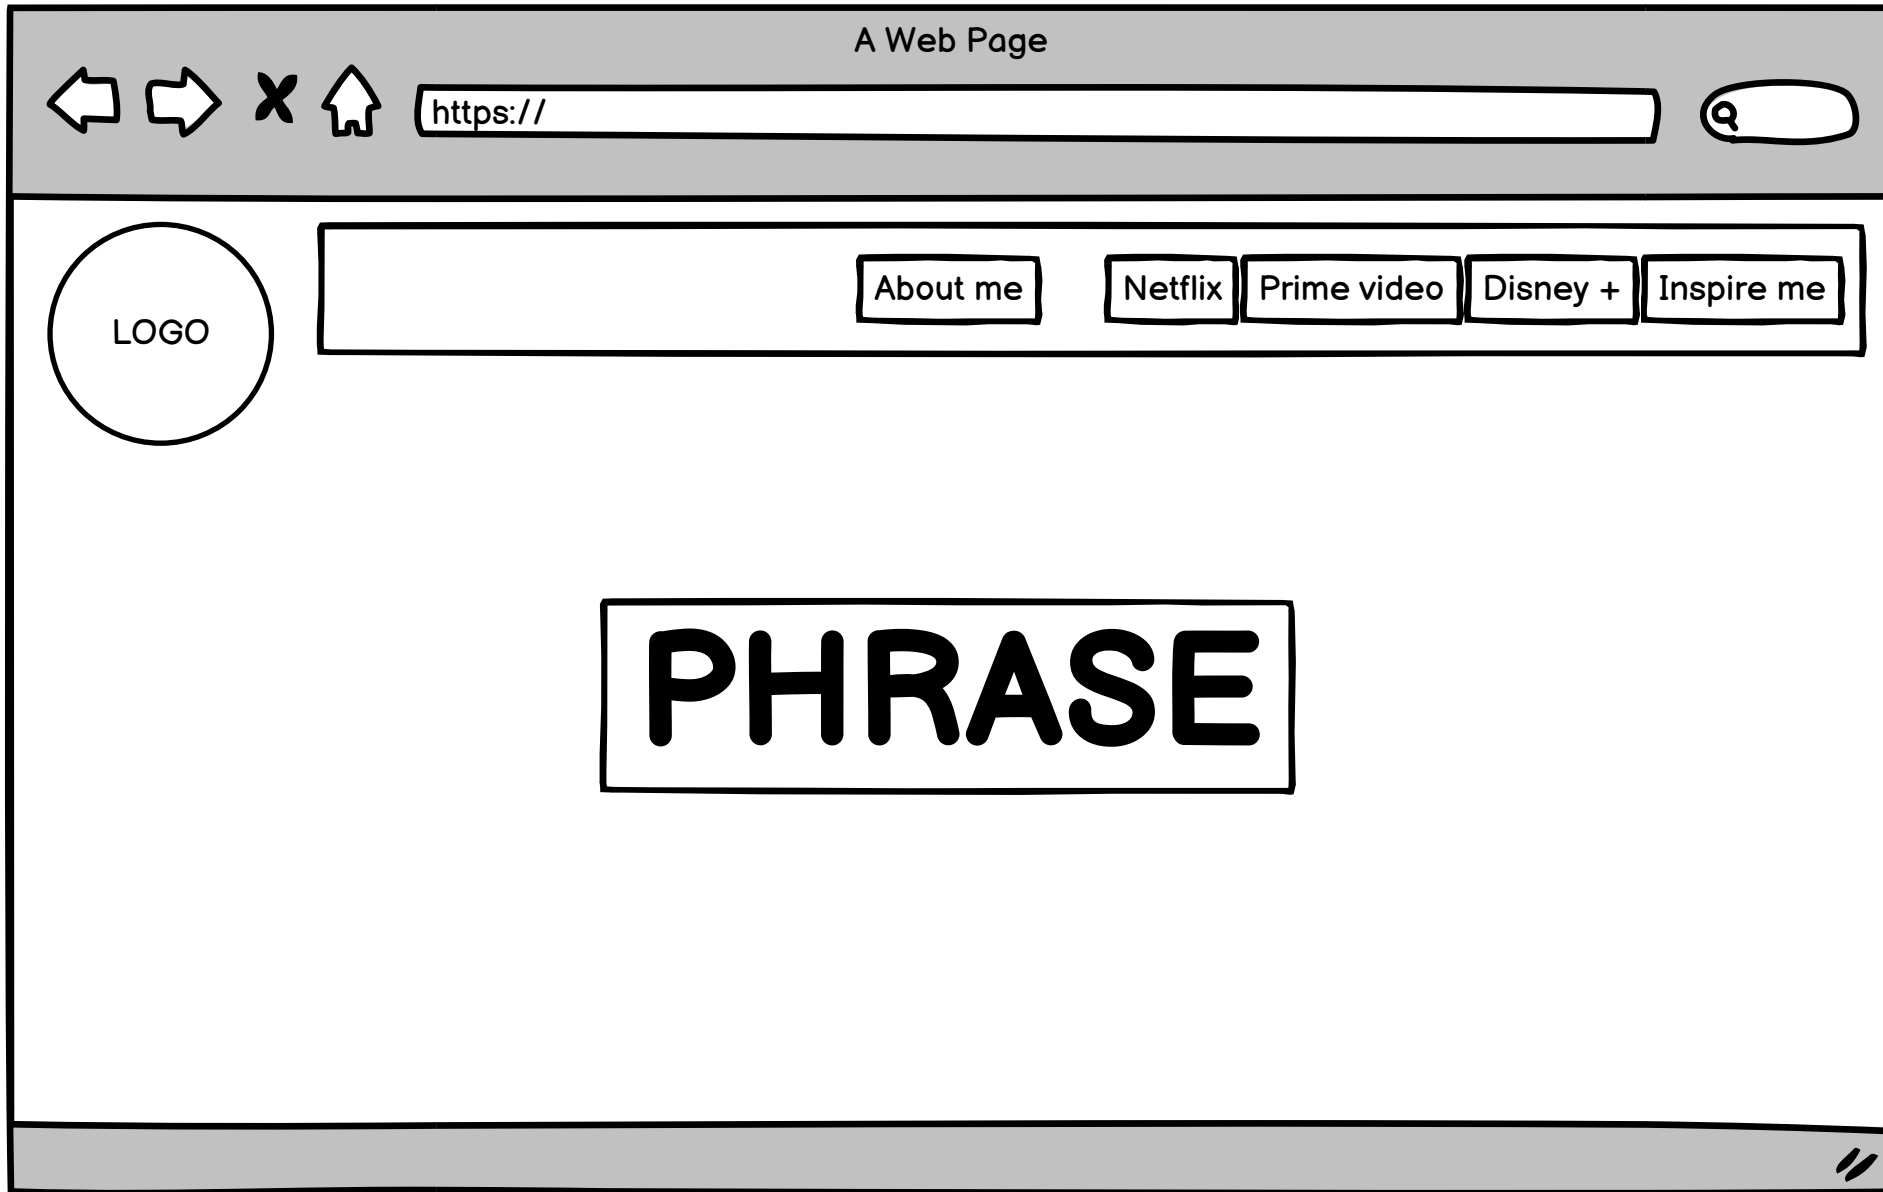 A Web Page
https://
LOGO
About me
Netflix
Prime video
Disney +
Inspire me
PHRASE